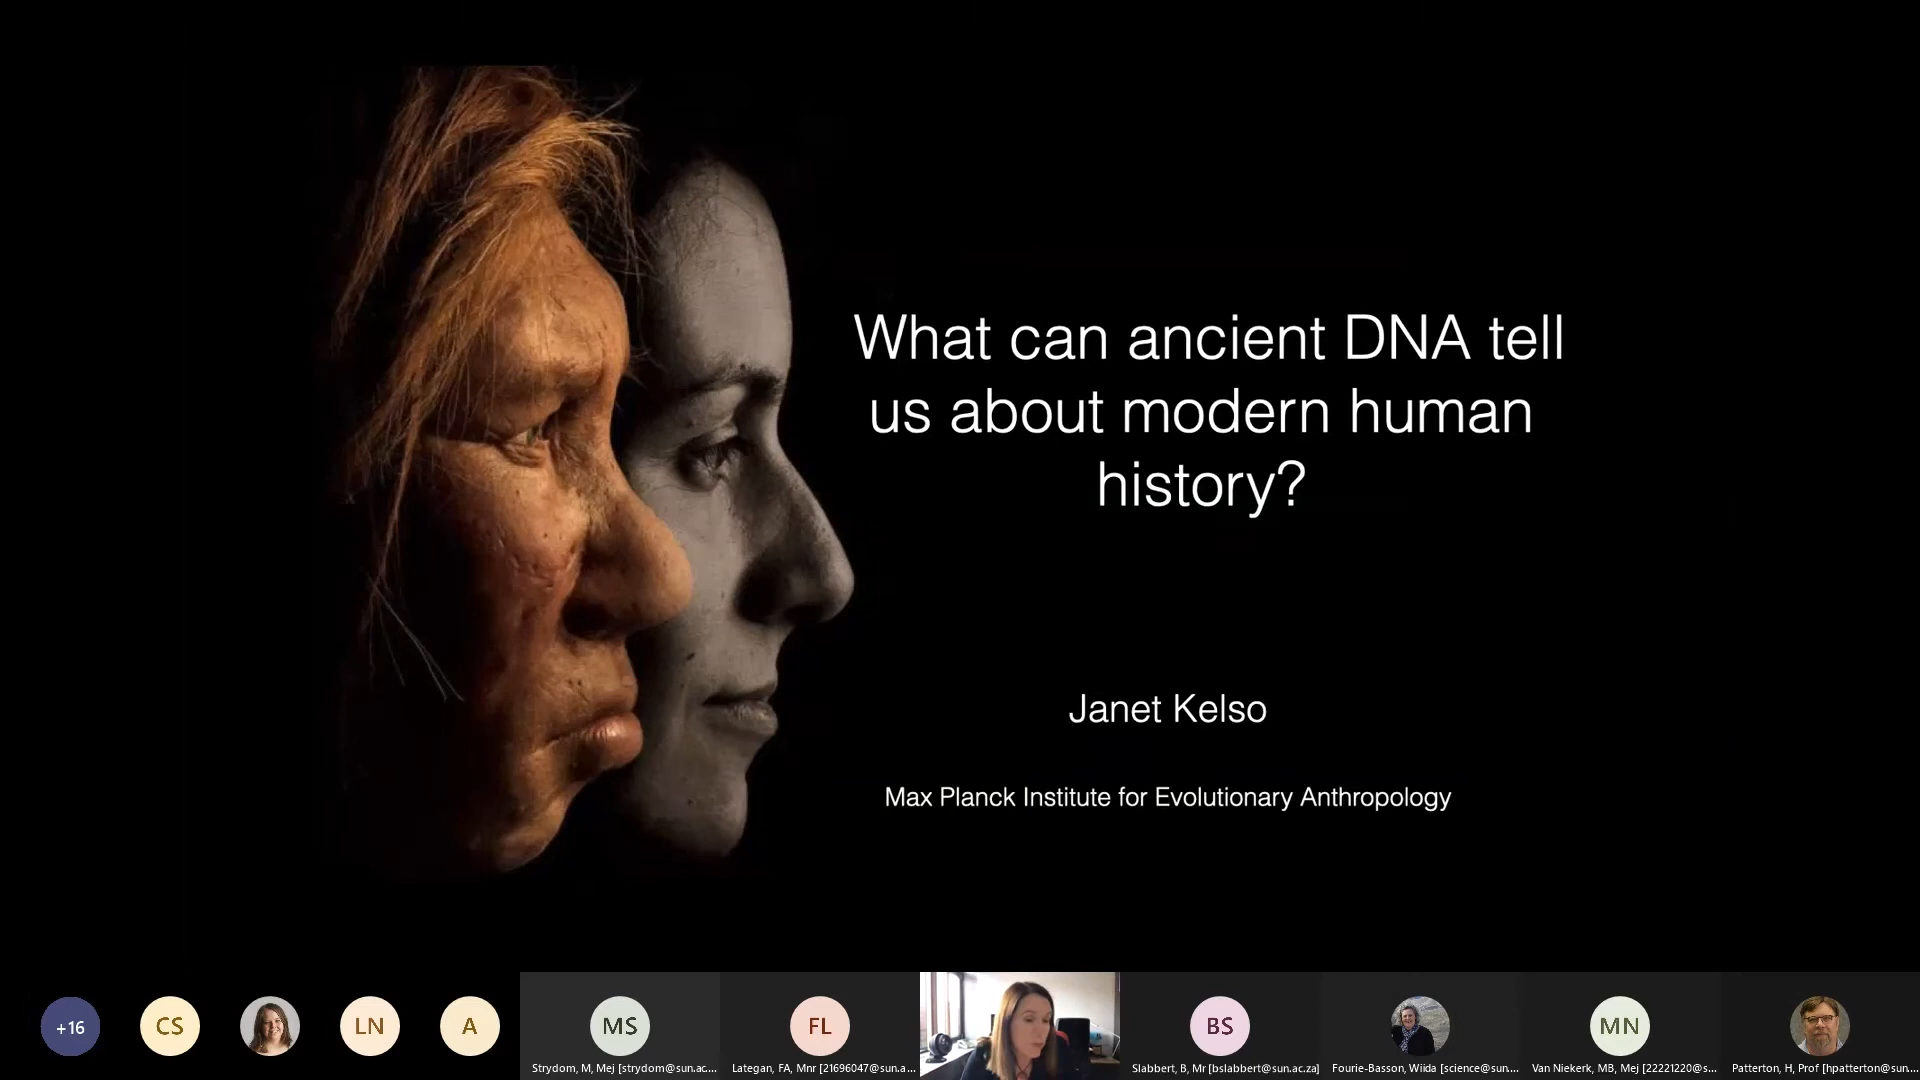 What can ancient DNA tell
us about modern human
history?
Janet Kelso
Max Planck Institute for Evolutionary Anthropology
+16
CS
LN
A
MS
FL
BS
MN
Strydom, M, Mej [strydom@sun.ac....
Lategan, FA, Mnr [21696047@sun.a...
Slabbert, B, Mr [bslabbert@sun.ac.za]
Fourie-Basson, Wiida [science@sun....
Van Niekerk, MB, Mej [22221220@s...
Patterton, H, Prof [hpatterton@sun....